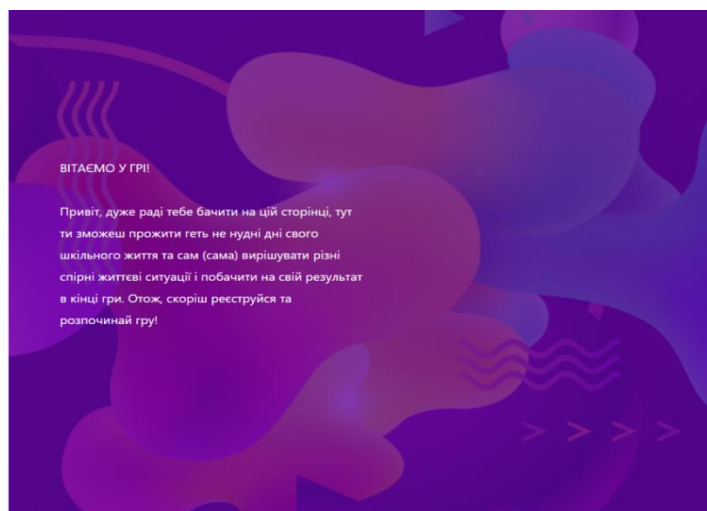 ВІТАЄМО У ГРІ!
Привіт, дуже раді тебе бачити на цій сторінці, тут
ти зможеш прожити геть не нудні дні свого
шкільного життя та сам (сама) вирішувати різні
спірні життєві ситуації і побачити на свій результат
в кінці гри. Отож, скоріш реєструйся та
розпочинай гру!